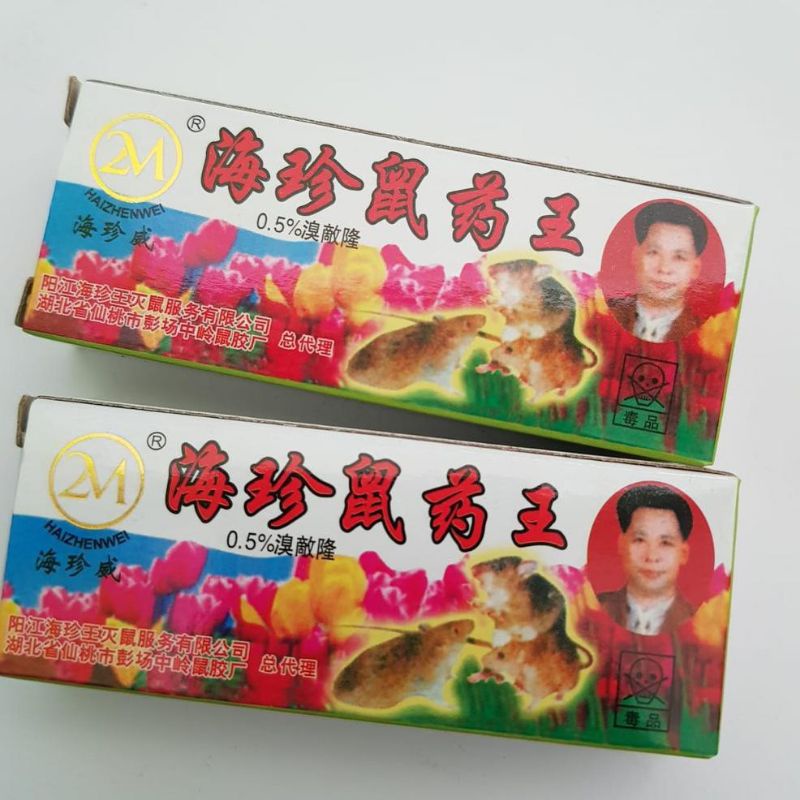 2M
®
HAIZHENWEI
海珍威
海珍鼠药王
0.5%溴敵隆
阳江海珍王灭鼠服务有限公司
湖北省仙桃市彭场中岭鼠胶厂 总代理
毒品
2M
®
HAIZHENWEI
海珍威
海珍鼠药王
0.5%溴敵隆
阳江海珍王灭鼠服务有限公司
湖北省仙桃市彭场中岭鼠胶厂 总代理
毒品